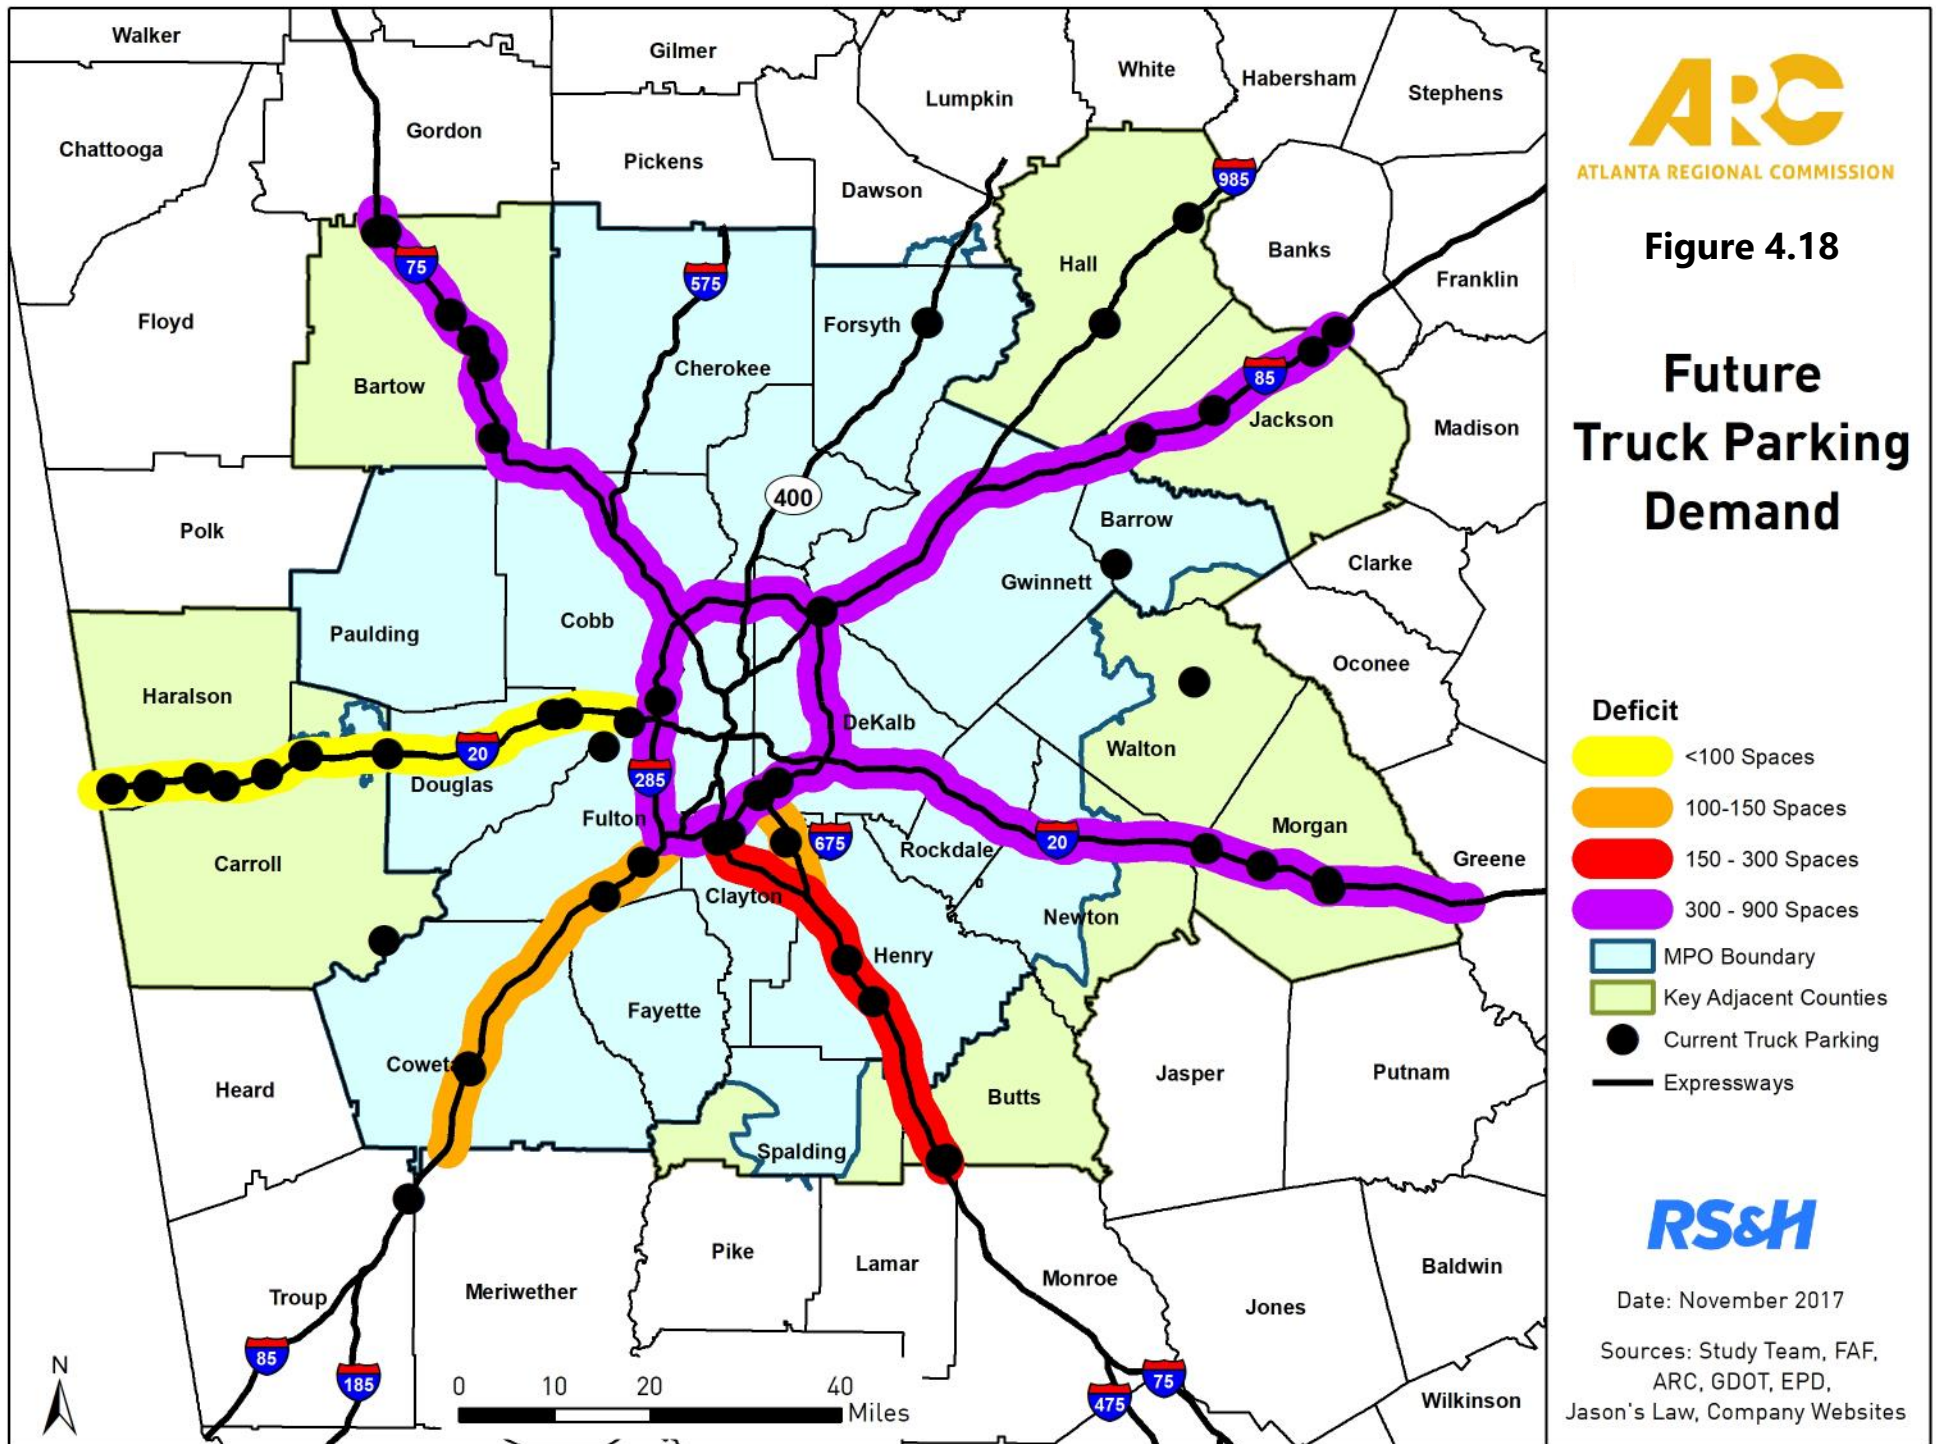 Walker
Gilmer
White
Habersham
Stephens
Lumpkin
Chattooga
Gordon
Pickens
Dawson
985
Banks
Hall
Franklin
75
575
Floyd
Forsyth
Cherokee
Bartow
85
Jackson
Madison
400
Polk
Barrow
Clarke
Gwinnett
Cobb
Paulding
Oconee
Haralson
DeKalb
Walton
20
285
Douglas
Fulton
675
Rockdale
20
Morgan
Greene
Carroll
Clayton
Newton
Henry
Fayette
Coweta
Heard
Butts
Jasper
Putnam
Spalding
Pike
Lamar
Monroe
Baldwin
Troup
Meriwether
Jones
85
185
475
75
Wilkinson
N
0 10 20 40
Miles
ARC
ATLANTA REGIONAL COMMISSION
Figure 4.18
Future
Truck Parking
Demand
Deficit
<100 Spaces
100-150 Spaces
150 - 300 Spaces
300 - 900 Spaces
MPO Boundary
Key Adjacent Counties
Current Truck Parking
Expressways
RS&H
Date: November 2017
Sources: Study Team, FAF,
ARC, GDOT, EPD,
Jason's Law, Company Websites